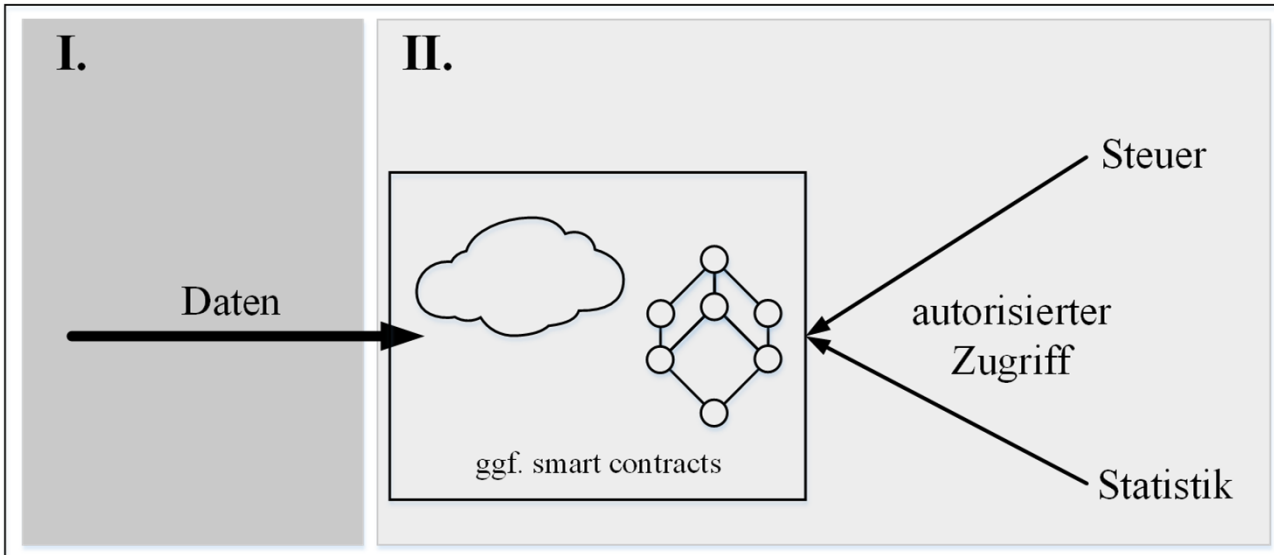 I.
II.
Daten
ggf. smart contracts
Steuer
autorisierter
Zugriff
Statistik